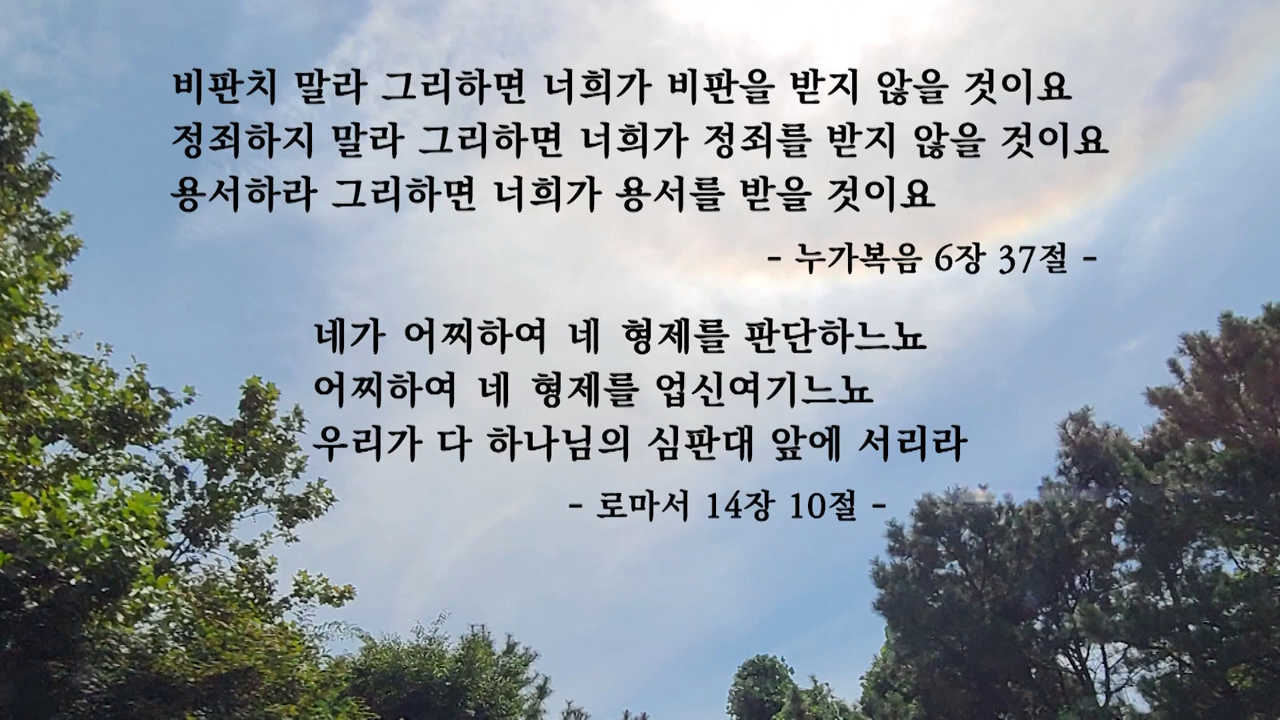 비판치 말라 그리하면 너희가 비판을 받지 않을 것이요
정죄하지 말라 그리하면 너희가 정죄를 받지 않을 것이요
용서하라 그리하면 너희가 용서를 받을 것이요
- 누가복음 6장 37절 -
네가 어찌하여 네 형제를 판단하느뇨
어찌하여 네 형제를 업신여기느뇨
우리가 다 하나님의 심판대 앞에 서리라
- 로마서 14장 10절 -